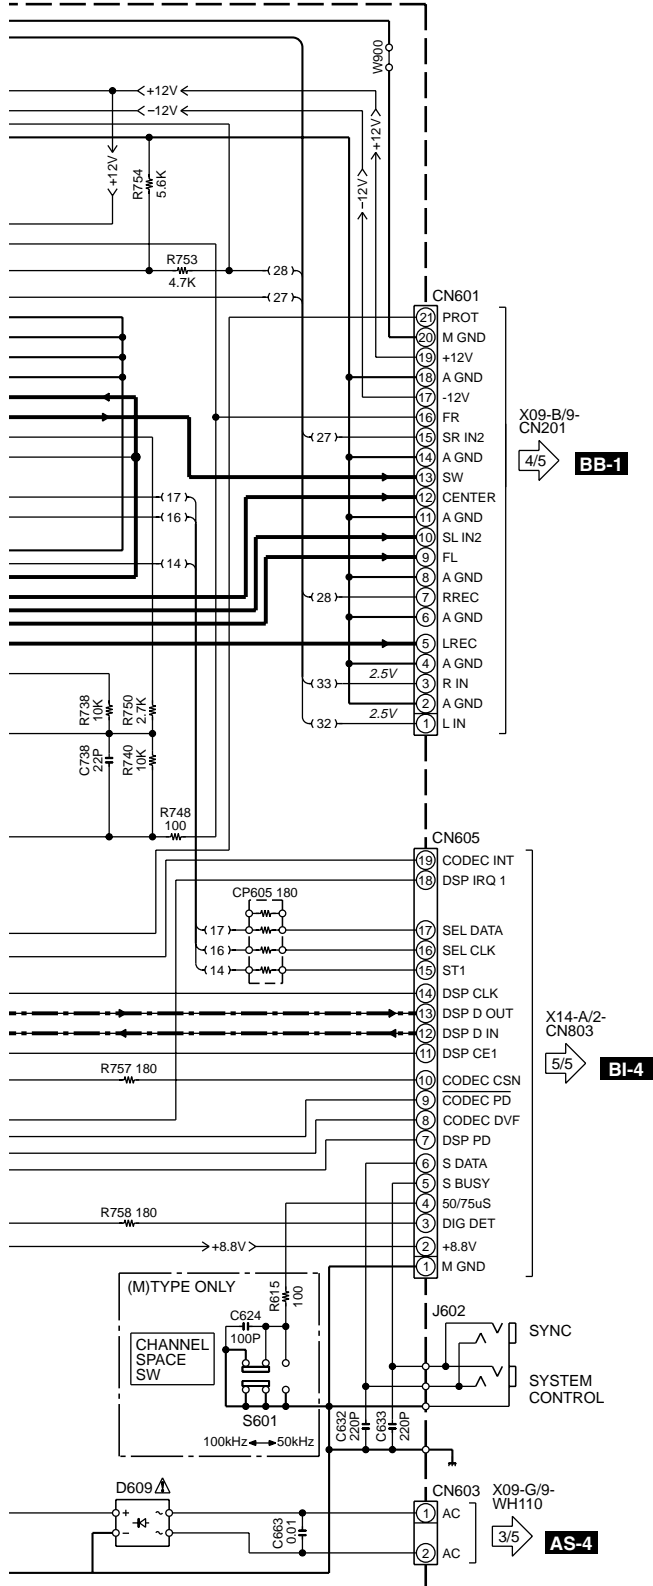 W900
+12V
−12V
+12V
−12V
+12V
R754
5.6K
R753
4.7K
28
27
CN601
21 PROT
20 M GND
19 +12V
18 A GND
17 -12V
16 FR
27 15 SR IN2
14 A GND
13 SW
12 CENTER
11 A GND
10 SL IN2
9 FL
8 A GND
28 7 RREC
6 A GND
5 LREC
4 A GND
33 2.5V 3 R IN
2 A GND
32 2.5V 1 L IN
X09-B/9-
CN201
4/5 BB-1
17
16
14
R738
10K
R750
2.7K
C738
22P
R740
10K
R748
100
CN605
19 CODEC INT
18 DSP IRQ 1
CP605 180
17 17 SEL DATA
16 16 SEL CLK
14 15 ST1
14 DSP CLK
13 DSP D OUT
12 DSP D IN
11 DSP CE1
R757 180
10 CODEC CSN
9 CODEC PD
8 CODEC DVF
7 DSP PD
6 S DATA
5 S BUSY
4 50/75uS
R758 180
3 DIG DET
+8.8V
2 +8.8V
1 M GND
X14-A/2-
CN803
5/5 BI-4
(M)TYPE ONLY
R615
100
C624
100P
CHANNEL
SPACE
SW
S601
100kHz 50kHz
J602
SYNC
SYSTEM
CONTROL
C632
220P
C633
220P
D609
+ ~
− ~
C663
0.01
CN603
1 AC
2 AC
X09-G/9-
WH110
3/5 AS-4